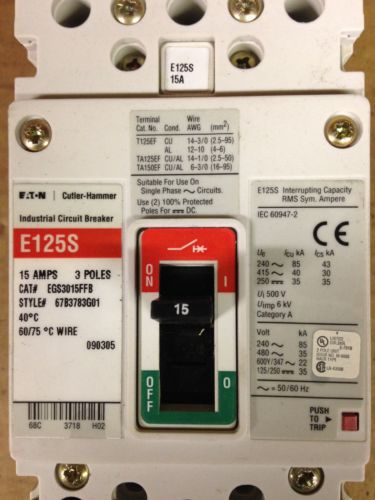 E125S
15A
Terminal Wire
Cat. No. Cond. AWG (mm²)
T125EF CU 14-3/0 (2.5-95)
AL 12-10 (4-6)
TA125EF CU/AL 14-1/0 (2.5-50)
TA150EF CU/AL 6-3/0 (16-95)
Suitable For Use On
Single Phase ~ Circuits.
Use (2) 100% Protected
Poles For ⎓ DC.
E·T·N Cutler-Hammer
Industrial Circuit Breaker
E125S
15 AMPS 3 POLES
CAT# EGS3015FFB
STYLE# 67B3783G01
40°C
60/75 °C WIRE
090305
68C 3718 H02
ON I
15
OFF O
E125S Interrupting Capacity
RMS Sym. Ampere
IEC 60947-2
Ue Icu kA Ics kA
240 ~ 85 43
415 ~ 40 30
250 ⎓ 35 35
Ui 500 V
Uimp 6 kV
Category A
Volt kA
240 ~ 85
480 ~ 35
600Y/347 ~ 22
125/250 ⎓ 35
~ = 50/60 Hz
PUSH
TO
TRIP